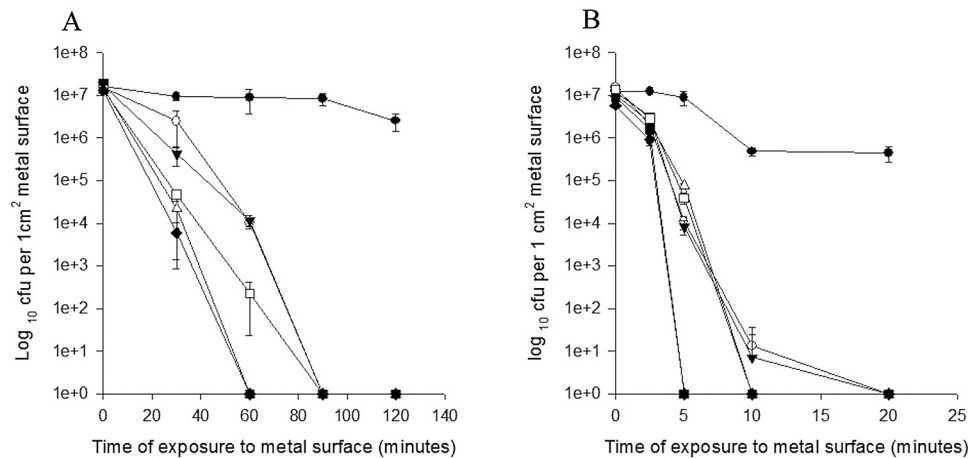 A
1e+8
1e+7
1e+6
1e+5
1e+4
1e+3
1e+2
1e+1
1e+0
Log 10 cfu per 1cm2 metal surface
0 20 40 60 80 100 120 140
Time of exposure to metal surface (minutes)
B
1e+8
1e+7
1e+6
1e+5
1e+4
1e+3
1e+2
1e+1
1e+0
log 10 cfu per 1 cm2 metal surface
0 5 10 15 20 25
Time of exposure to metal surface (minutes)